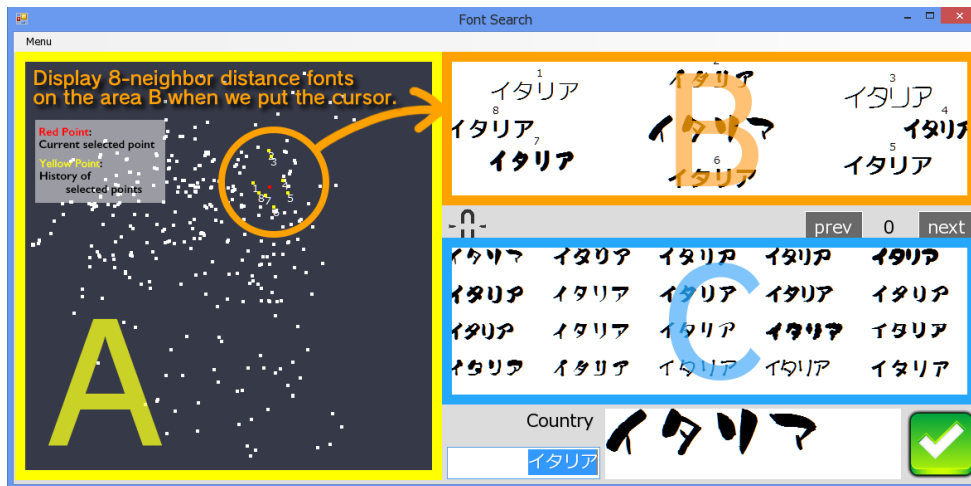 Font Search
Menu
Display 8-neighbor distance fonts
on the area B when we put the cursor.
Red Point:
Current selected point
Yellow Point:
History of
selected points
2
3
1
4
8
7
5
6
A
1
イタリア
2
イタリア
3
イタリア
8
イタリア
イタリア
4
イタリア
7
イタリア
6
イタリア
5
イタリア
B
prev 0 next
イタリア イタリア イタリア イタリア イタリア
イタリア イタリア イタリア イタリア イタリア
イタリア イタリア イタリア イタリア イタリア
イタリア イタリア イタリア イタリア イタリア
C
Country
イタリア
イタリア